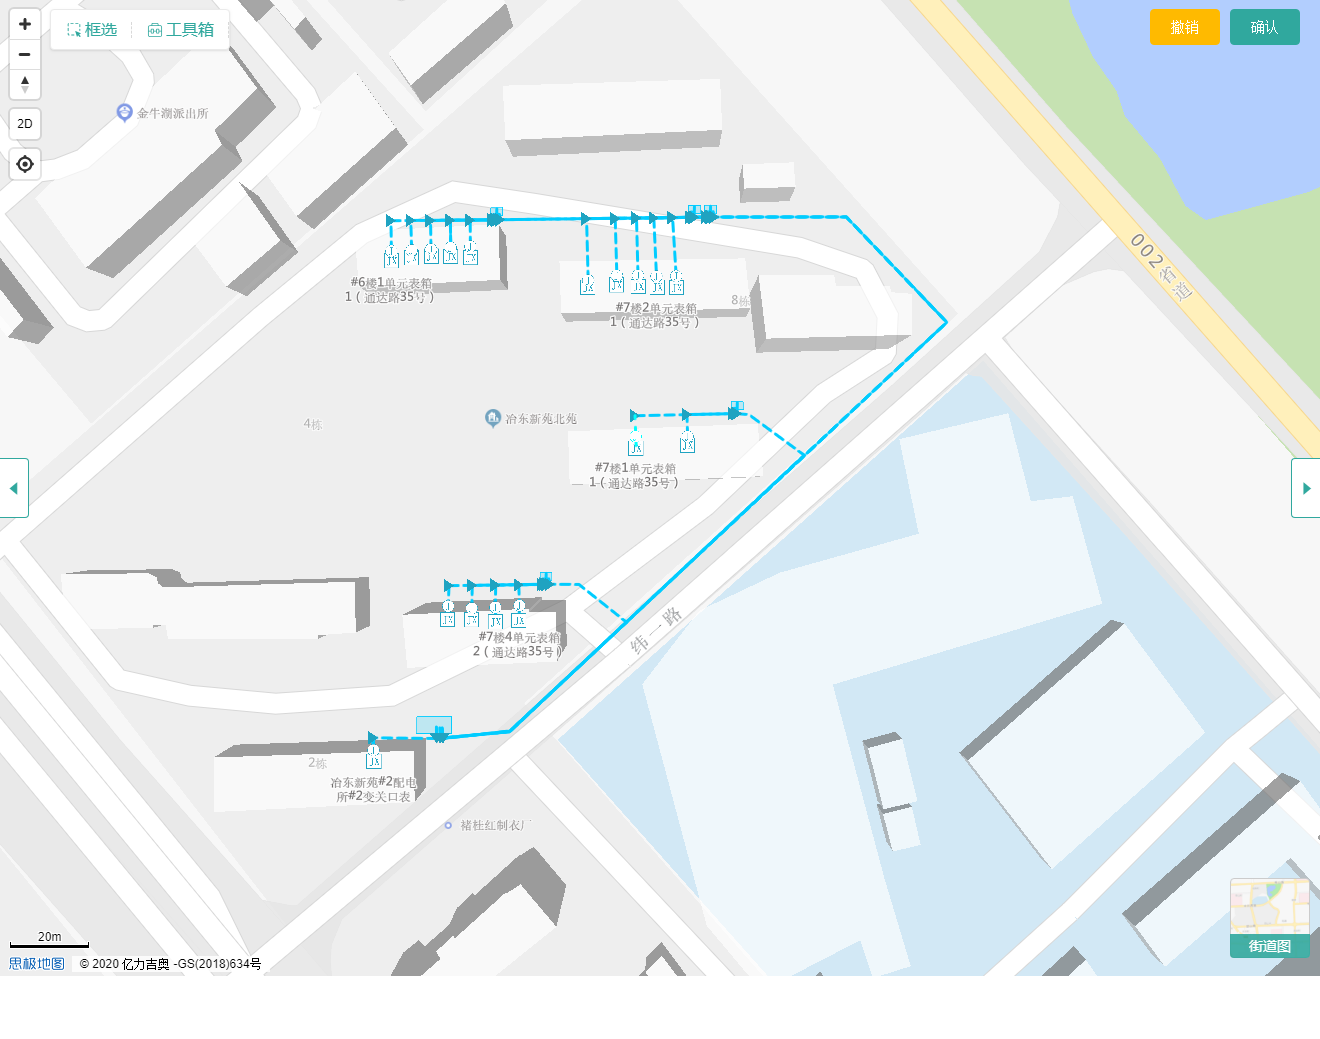 框选
工具箱
撤销
确认
2D
金牛湖派出所
002省道
#6楼1单元表箱
1（通达路35号）
#7楼2单元表箱
1（通达路35号）
8栋
4栋
冶东新苑北苑
#7楼1单元表箱
1（通达路35号）
纬一路
#7楼4单元表箱
2（通达路35号）
2栋
冶东新苑#2配电
所#2变关口表
褚杜红制衣厂
20m
思极地图
© 2020 亿力吉奥 -GS(2018)634号
街道图